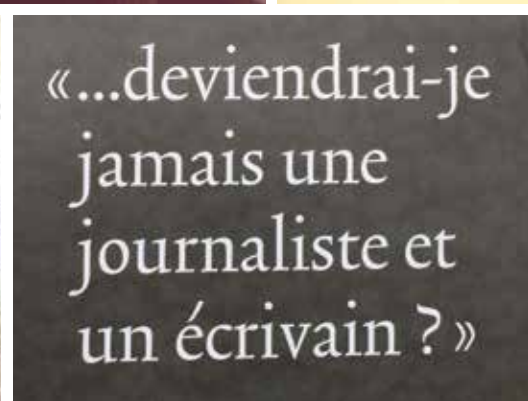 «...deviendrai-je
jamais une
journaliste et
un écrivain ? »